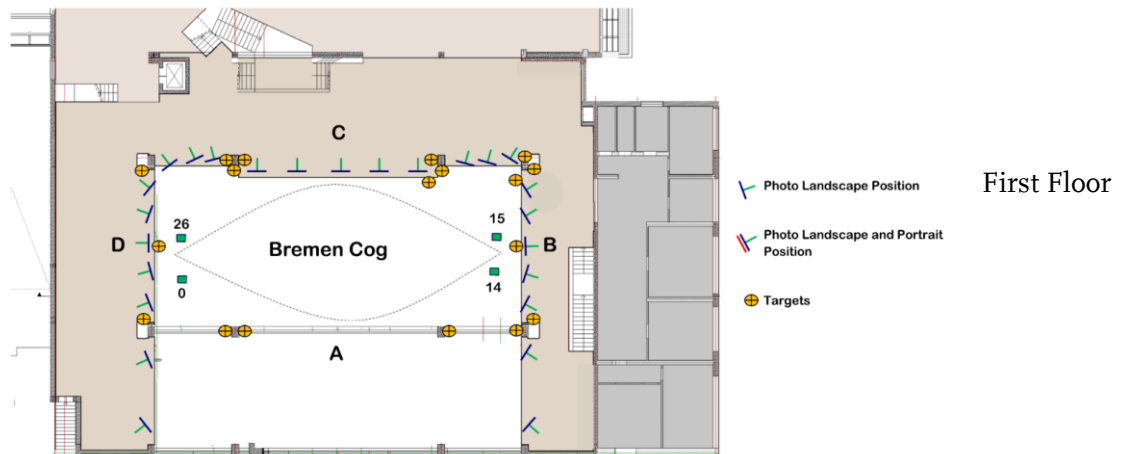 C
First Floor
Photo Landscape Position
26
15
D
Bremen Cog
B
Photo Landscape and Portrait
Position
0
14
Targets
A